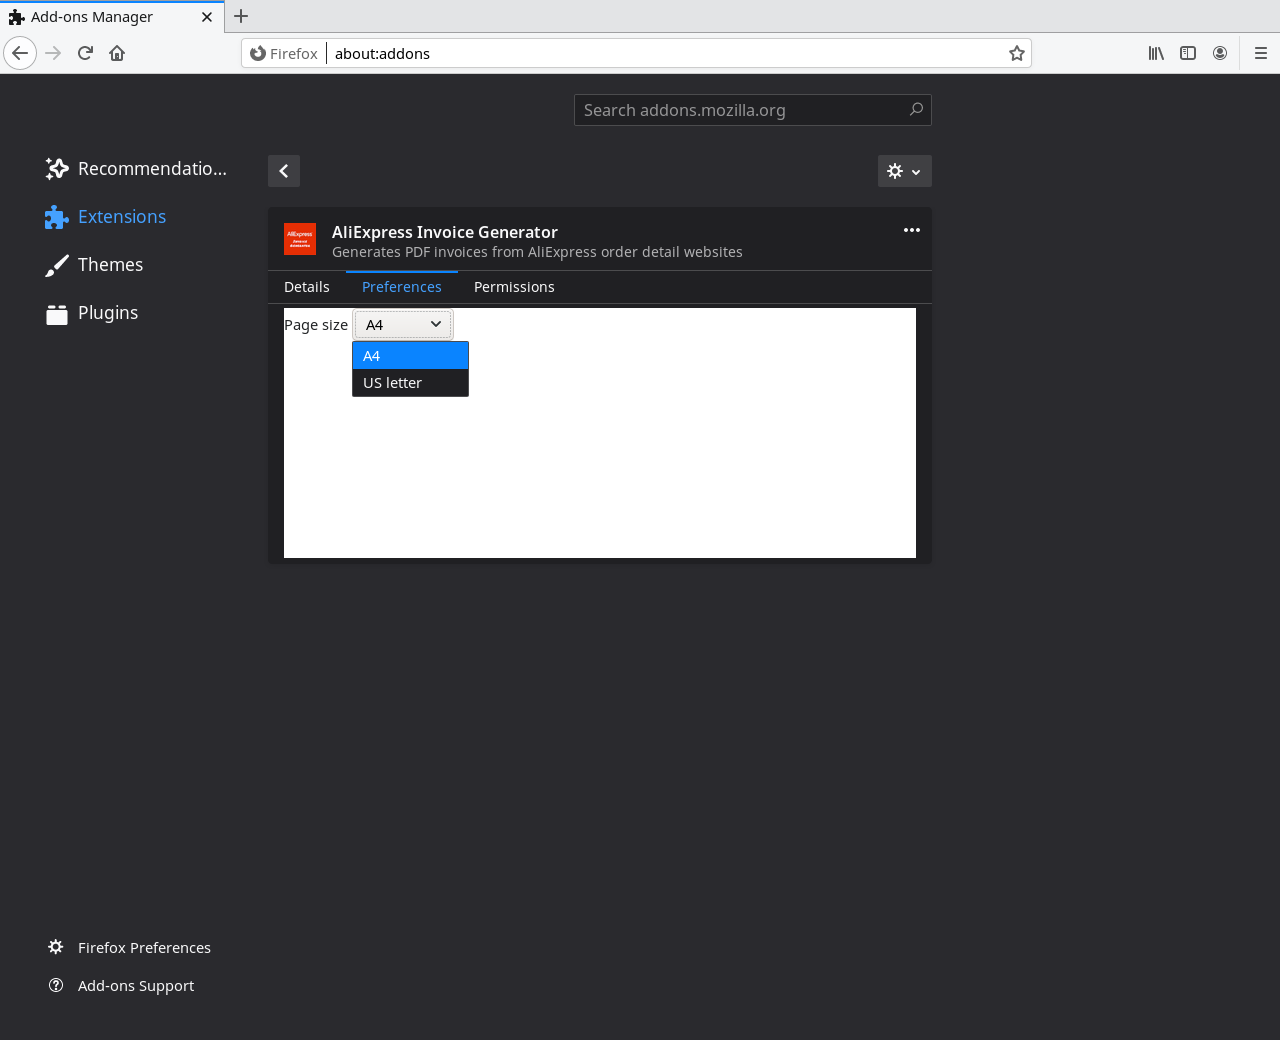 Add-ons Manager
Firefox
about:addons
Search addons.mozilla.org
Recommendatio...
Extensions
Themes
Plugins
AliExpress
AliExpress Invoice Generator
Generates PDF invoices from AliExpress order detail websites
Details
Preferences
Permissions
Page size
A4
A4
US letter
Firefox Preferences
Add-ons Support